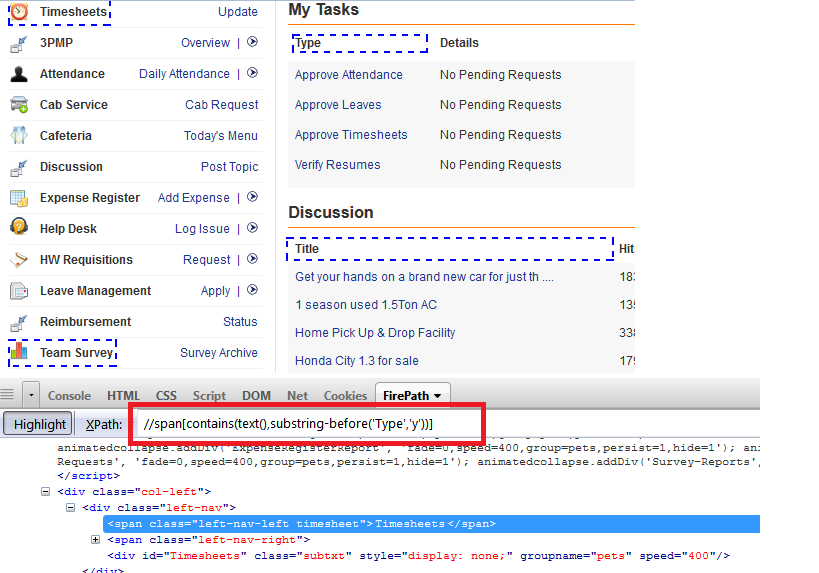 Timesheets Update
3PMP Overview |
Attendance Daily Attendance |
Cab Service Cab Request
Cafeteria Today's Menu
Discussion Post Topic
Expense Register Add Expense |
Help Desk Log Issue |
HW Requisitions Request |
Leave Management Apply |
Reimbursement Status
Team Survey Survey Archive
My Tasks
Type Details
Approve Attendance No Pending Requests
Approve Leaves No Pending Requests
Approve Timesheets No Pending Requests
Verify Resumes No Pending Requests
Discussion
Title Hit
Get your hands on a brand new car for just th ....
1 season used 1.5Ton AC
Home Pick Up & Drop Facility
Honda City 1.3 for sale
Console HTML CSS Script DOM Net Cookies FirePath
Highlight XPath: //span[contains(text(),substring-before('Type','y'))]
animatedcollapse.addDiv('ExpenseRegisterReport', 'fade=0,speed=400,group=pets,persist=1,hide=1');
Requests', 'fade=0,speed=400,group=pets,persist=1,hide=1'); animatedcollapse.addDiv('Survey-Reports',
</script>
<div class="col-left">
<div class="left-nav">
<span class="left-nav-left timesheet">Timesheets</span>
<span class="left-nav-right">
<div id="Timesheets" class="subtxt" style="display: none;" groupname="pets" speed="400"/>
</div>